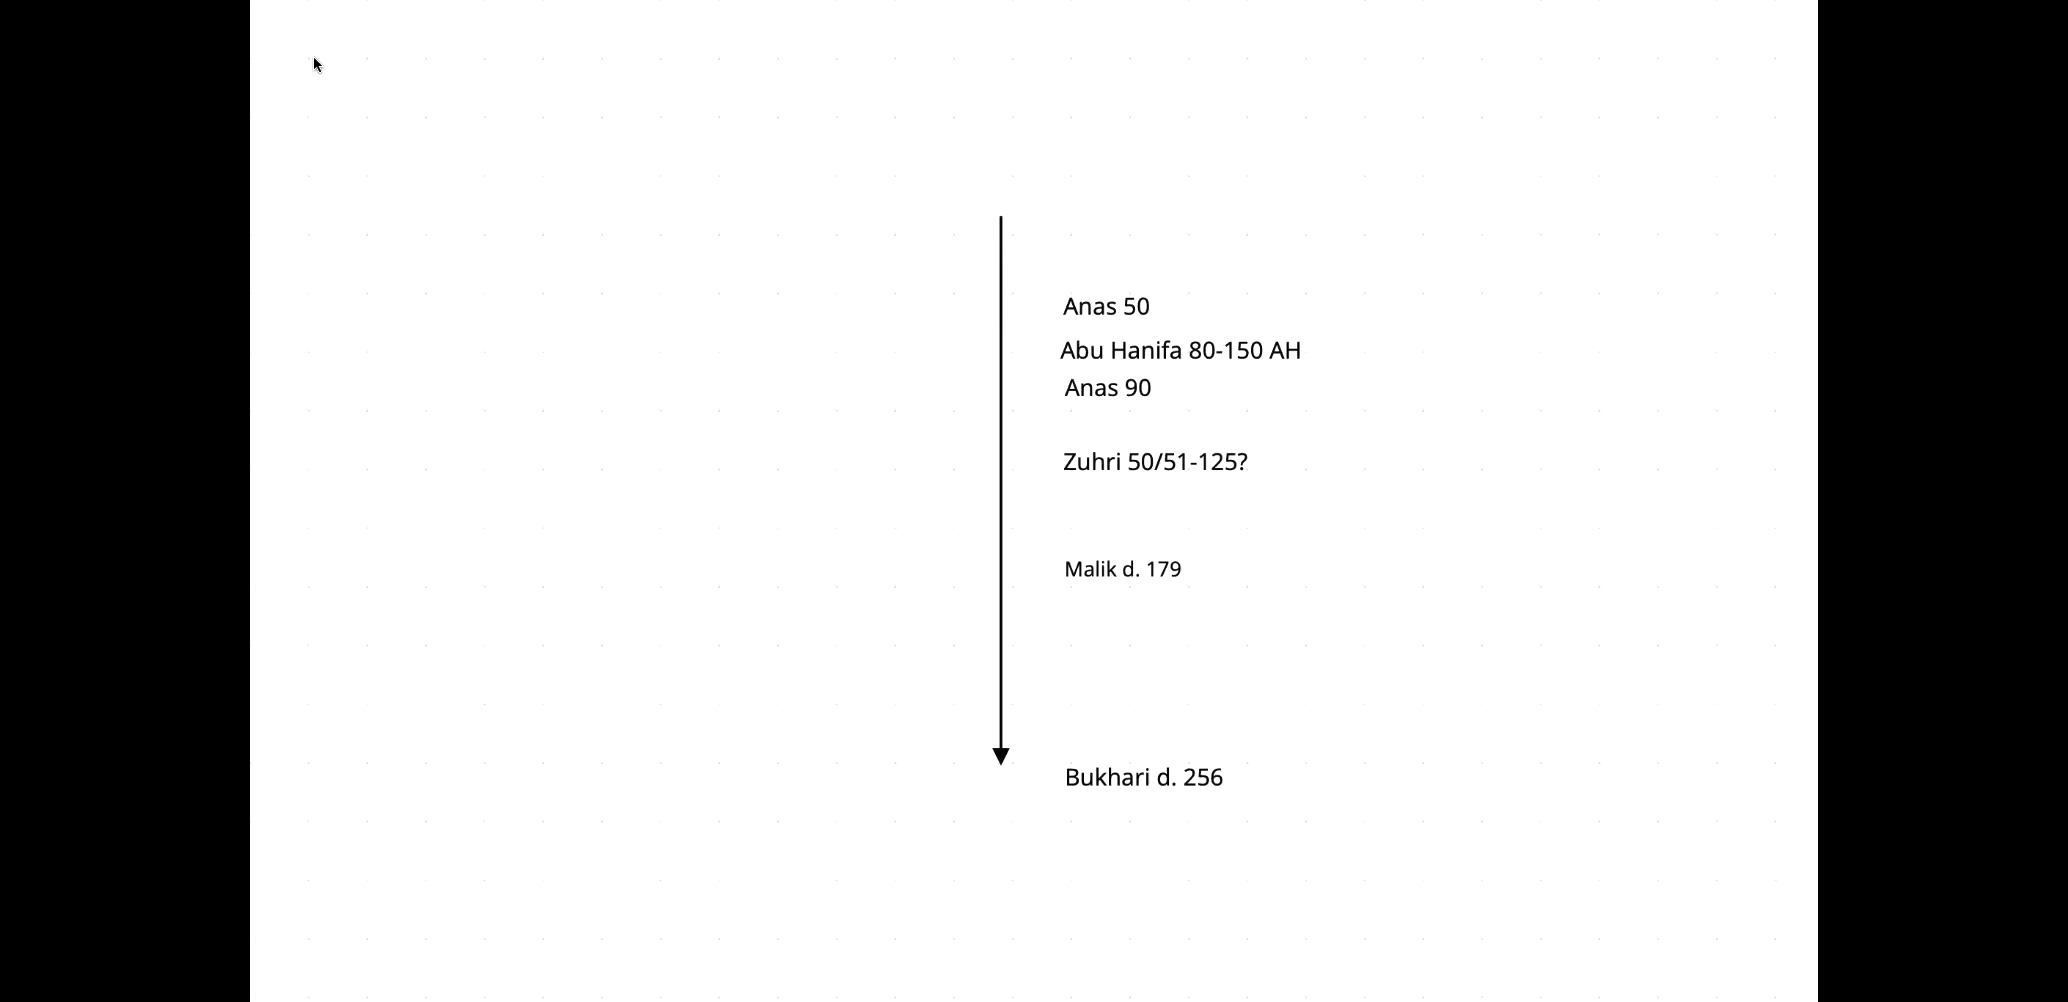 Anas 50
Abu Hanifa 80-150 AH
Anas 90
Zuhri 50/51-125?
Malik d. 179
Bukhari d. 256